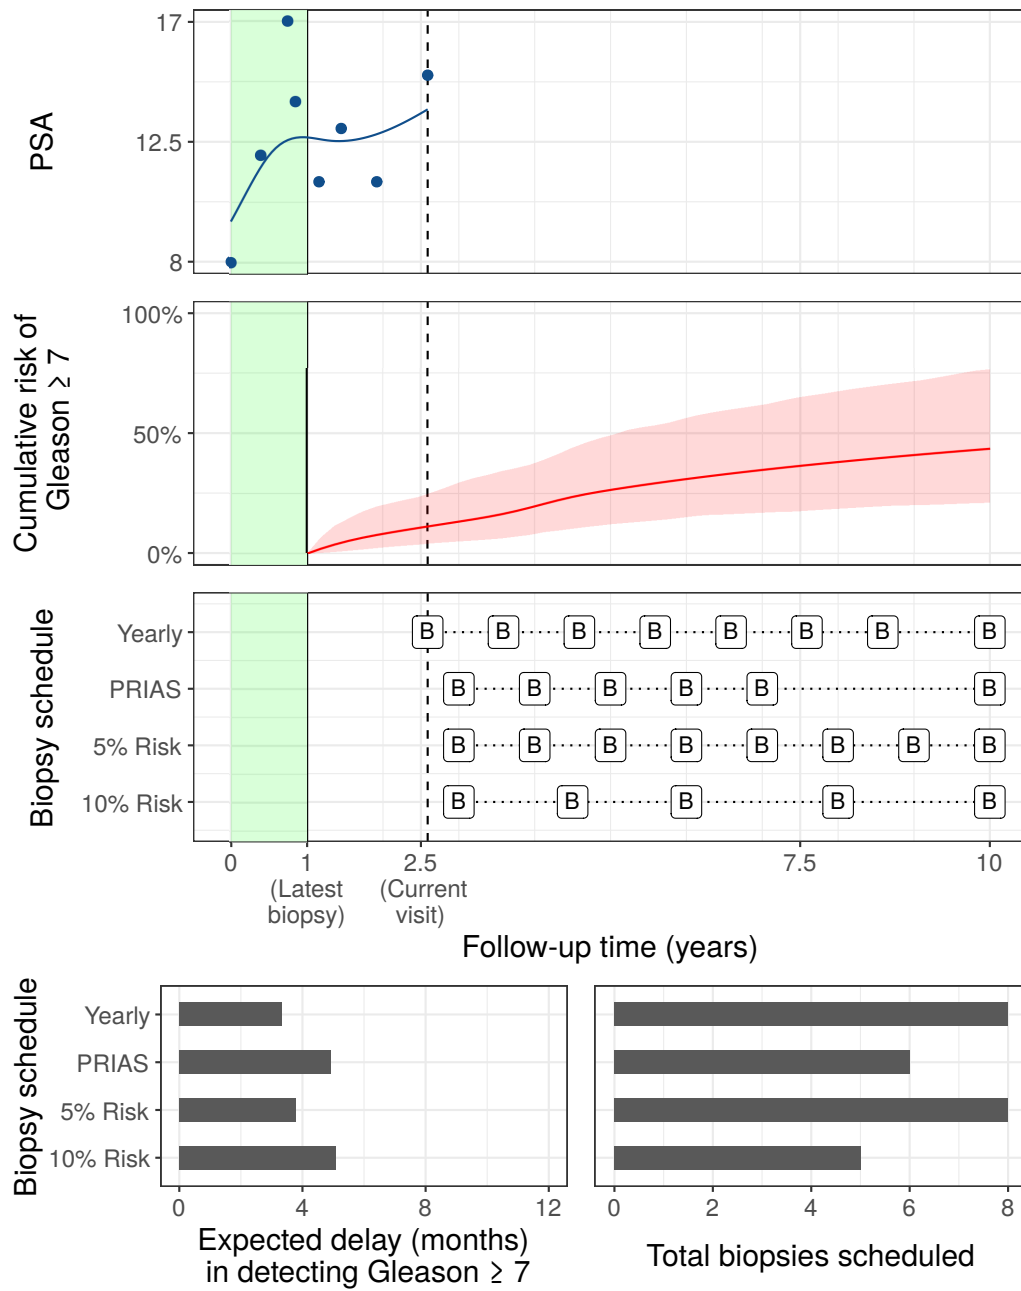 17
12.5
8
PSA
100%
50%
0%
Cumulative risk of
Gleason ≥ 7
Biopsy schedule
Yearly B B B B B B B B
PRIAS B B B B B B
5% Risk B B B B B B B B
10% Risk B B B B B
0 1 2.5 7.5 10
(Latest (Current
biopsy) visit)
Follow-up time (years)
Biopsy schedule
Yearly
PRIAS
5% Risk
10% Risk
0 4 8 12
Expected delay (months)
in detecting Gleason ≥ 7
0 2 4 6 8
Total biopsies scheduled